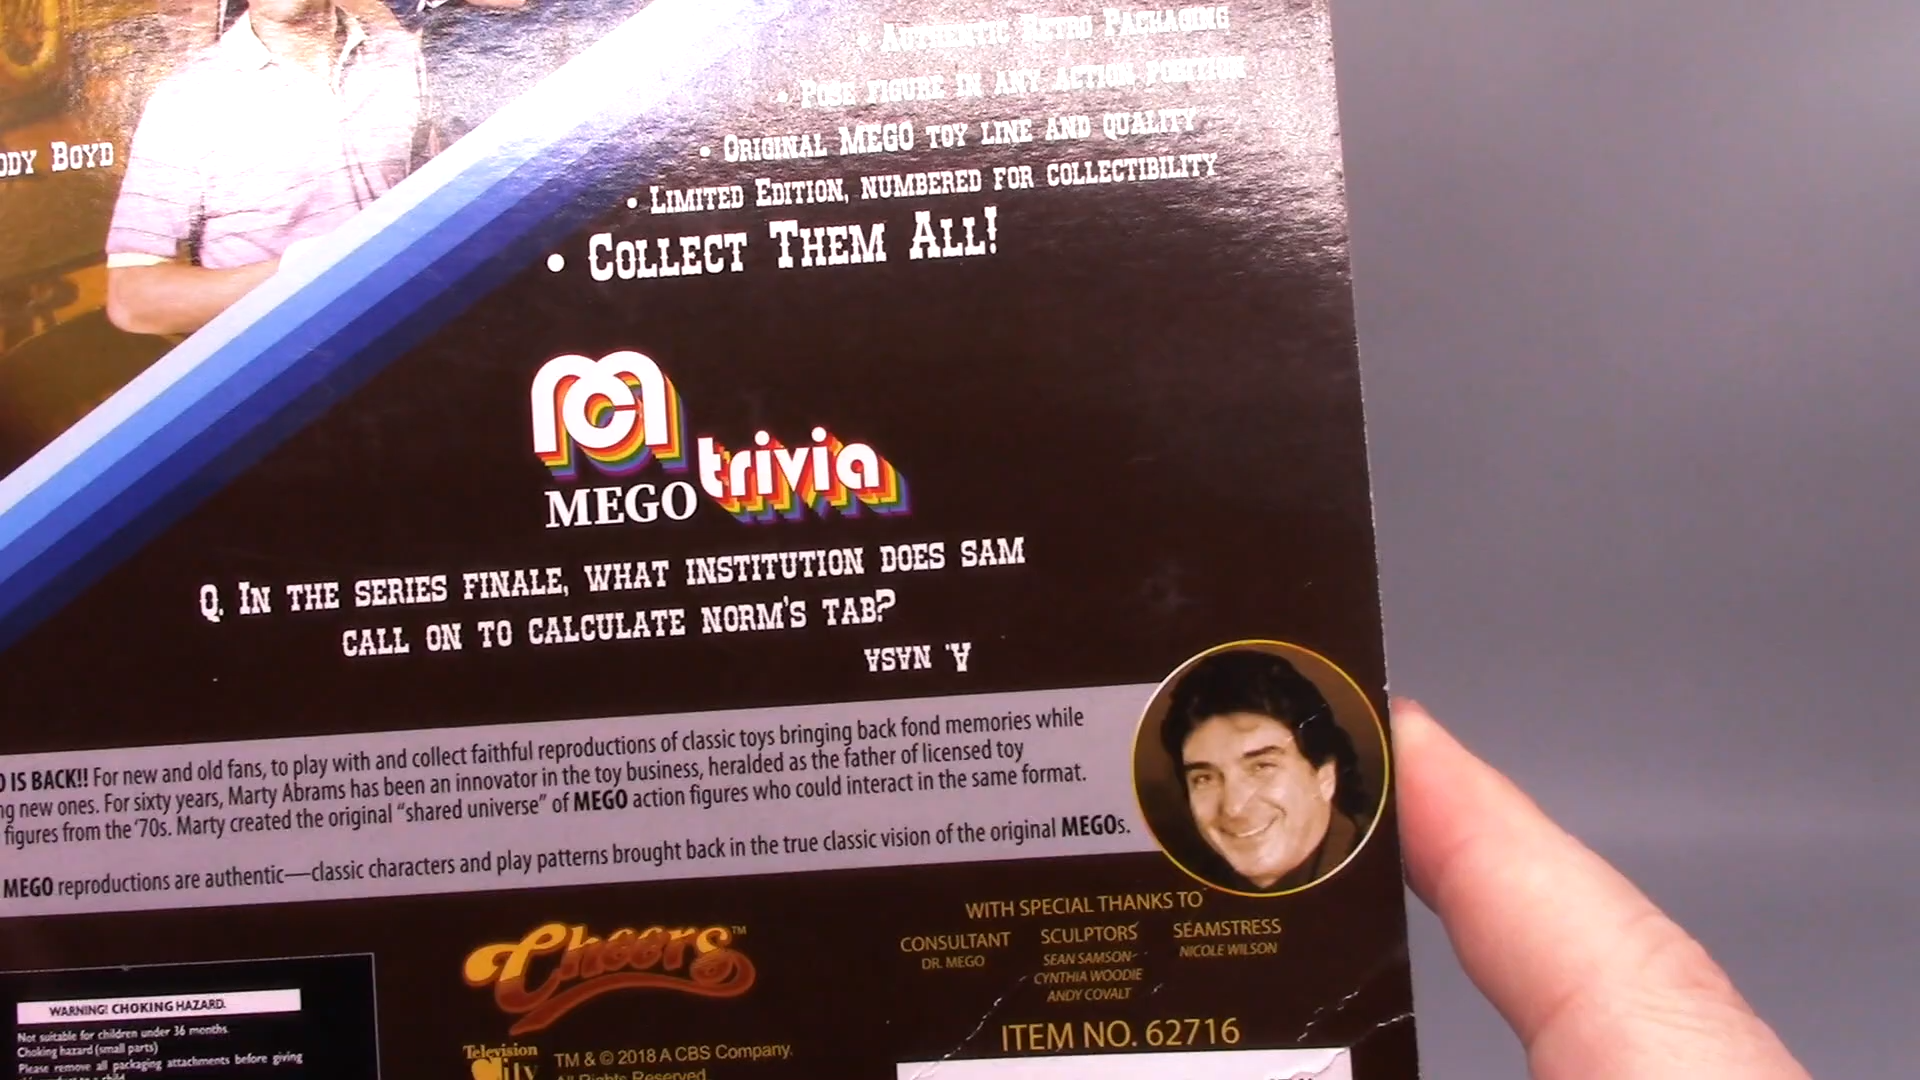 • Authentic Retro Packaging
• Pose figure in any action position
• Original MEGO toy line and quality
• Limited Edition, numbered for collectibility
• Collect Them All!
ody Boyd
MEGO trivia
Q. In the series finale, what institution does Sam
call on to calculate Norm's tab?
A. NASA
O IS BACK!! For new and old fans, to play with and collect faithful reproductions of classic toys bringing back fond memories while
ng new ones. For sixty years, Marty Abrams has been an innovator in the toy business, heralded as the father of licensed toy
figures from the '70s. Marty created the original “shared universe” of MEGO action figures who could interact in the same format.
MEGO reproductions are authentic—classic characters and play patterns brought back in the true classic vision of the original MEGOs.
WITH SPECIAL THANKS TO
CONSULTANT
DR. MEGO
SCULPTORS
SEAN SAMSON
CYNTHIA WOODIE
ANDY COVALT
SEAMSTRESS
NICOLE WILSON
ITEM NO. 62716
Cheers™
Television
City
TM & © 2018 A CBS Company.
All Rights Reserved
WARNING! CHOKING HAZARD.
Not suitable for children under 36 months.
Choking hazard (small parts)
Please remove all packaging attachments before giving